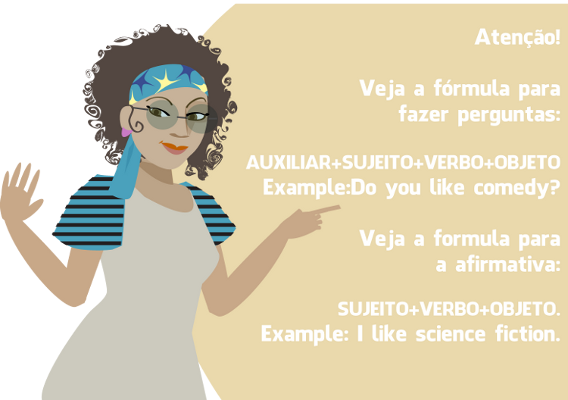 Atenção!
Veja a fórmula para
fazer perguntas:
AUXILIAR+SUJEITO+VERBO+OBJETO
Example:Do you like comedy?
Veja a formula para
a afirmativa:
SUJEITO+VERBO+OBJETO.
Example: I like science fiction.